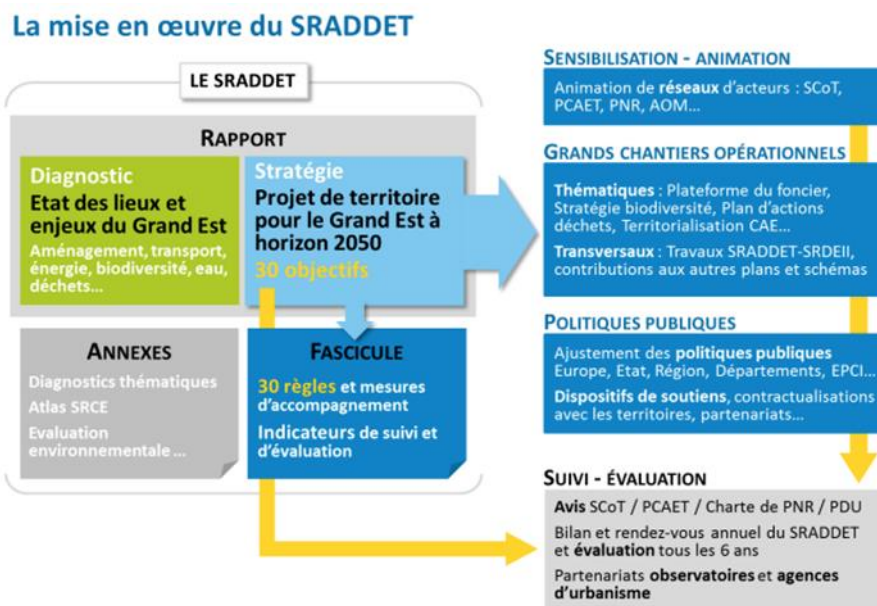 La mise en œuvre du SRADDET
LE SRADDET
RAPPORT
Diagnostic
Etat des lieux et
enjeux du Grand Est
Aménagement, transport,
énergie, biodiversité, eau,
déchets...
Stratégie
Projet de territoire
pour le Grand Est à
horizon 2050
30 objectifs
ANNEXES
Diagnostics thématiques
Atlas SRCE
Evaluation
environnementale ...
FASCICULE
30 règles et mesures
d'accompagnement
Indicateurs de suivi et
d'évaluation
SENSIBILISATION - ANIMATION
Animation de réseaux d'acteurs : SCoT,
PCAET, PNR, AOM...
GRANDS CHANTIERS OPÉRATIONNELS
Thématiques : Plateforme du foncier,
Stratégie biodiversité, Plan d'actions
déchets, Territorialisation CAE...
Transversaux : Travaux SRADDET-SRDEII,
contributions aux autres plans et schémas
POLITIQUES PUBLIQUES
Ajustement des politiques publiques
Europe, Etat, Région, Départements, EPCI...
Dispositifs de soutiens, contractualisations
avec les territoires, partenariats...
SUIVI - ÉVALUATION
Avis SCoT / PCAET / Charte de PNR / PDU
Bilan et rendez-vous annuel du SRADDET
et évaluation tous les 6 ans
Partenariats observatoires et agences
d'urbanisme